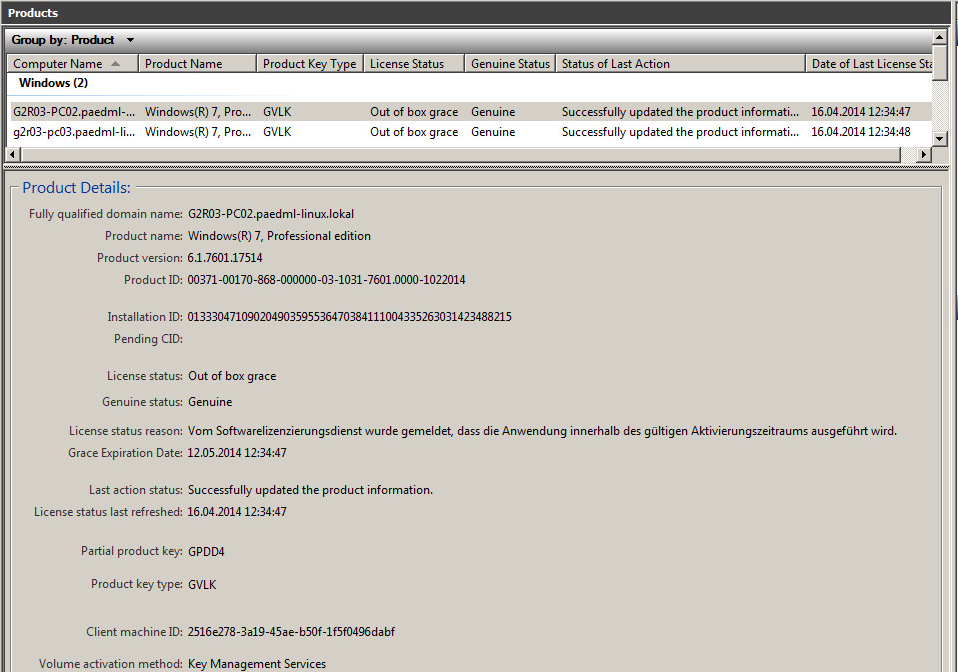 Products
Group by: Product
Computer Name Product Name Product Key Type License Status Genuine Status Status of Last Action Date of Last License Sta
Windows (2)
G2R03-PC02.paedml-... Windows(R) 7, Pro... GVLK Out of box grace Genuine Successfully updated the product informati... 16.04.2014 12:34:47
g2r03-pc03.paedml-li... Windows(R) 7, Pro... GVLK Out of box grace Genuine Successfully updated the product informati... 16.04.2014 12:34:48
Product Details:
Fully qualified domain name: G2R03-PC02.paedml-linux.lokal
Product name: Windows(R) 7, Professional edition
Product version: 6.1.7601.17514
Product ID: 00371-00170-868-000000-03-1031-7601.0000-1022014
Installation ID: 013330471090204903595536470384111004335263031423488215
Pending CID:
License status: Out of box grace
Genuine status: Genuine
License status reason: Vom Softwarelizenzierungsdienst wurde gemeldet, dass die Anwendung innerhalb des gültigen Aktivierungszeitraums ausgeführt wird.
Grace Expiration Date: 12.05.2014 12:34:47
Last action status: Successfully updated the product information.
License status last refreshed: 16.04.2014 12:34:47
Partial product key: GPDD4
Product key type: GVLK
Client machine ID: 2516e278-3a19-45ae-b50f-1f5f0496dabf
Volume activation method: Key Management Services